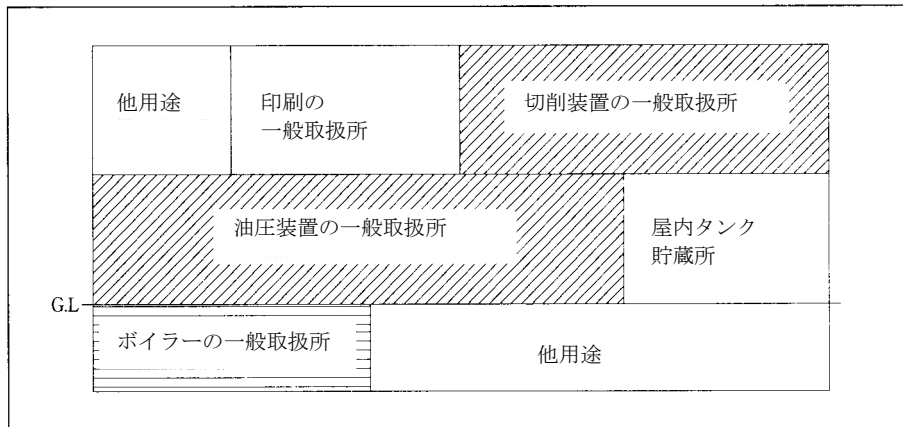 他用途
印刷の
一般取扱所
切削装置の一般取扱所
油圧装置の一般取扱所
屋内タンク
貯蔵所
G.L
ボイラーの一般取扱所
他用途